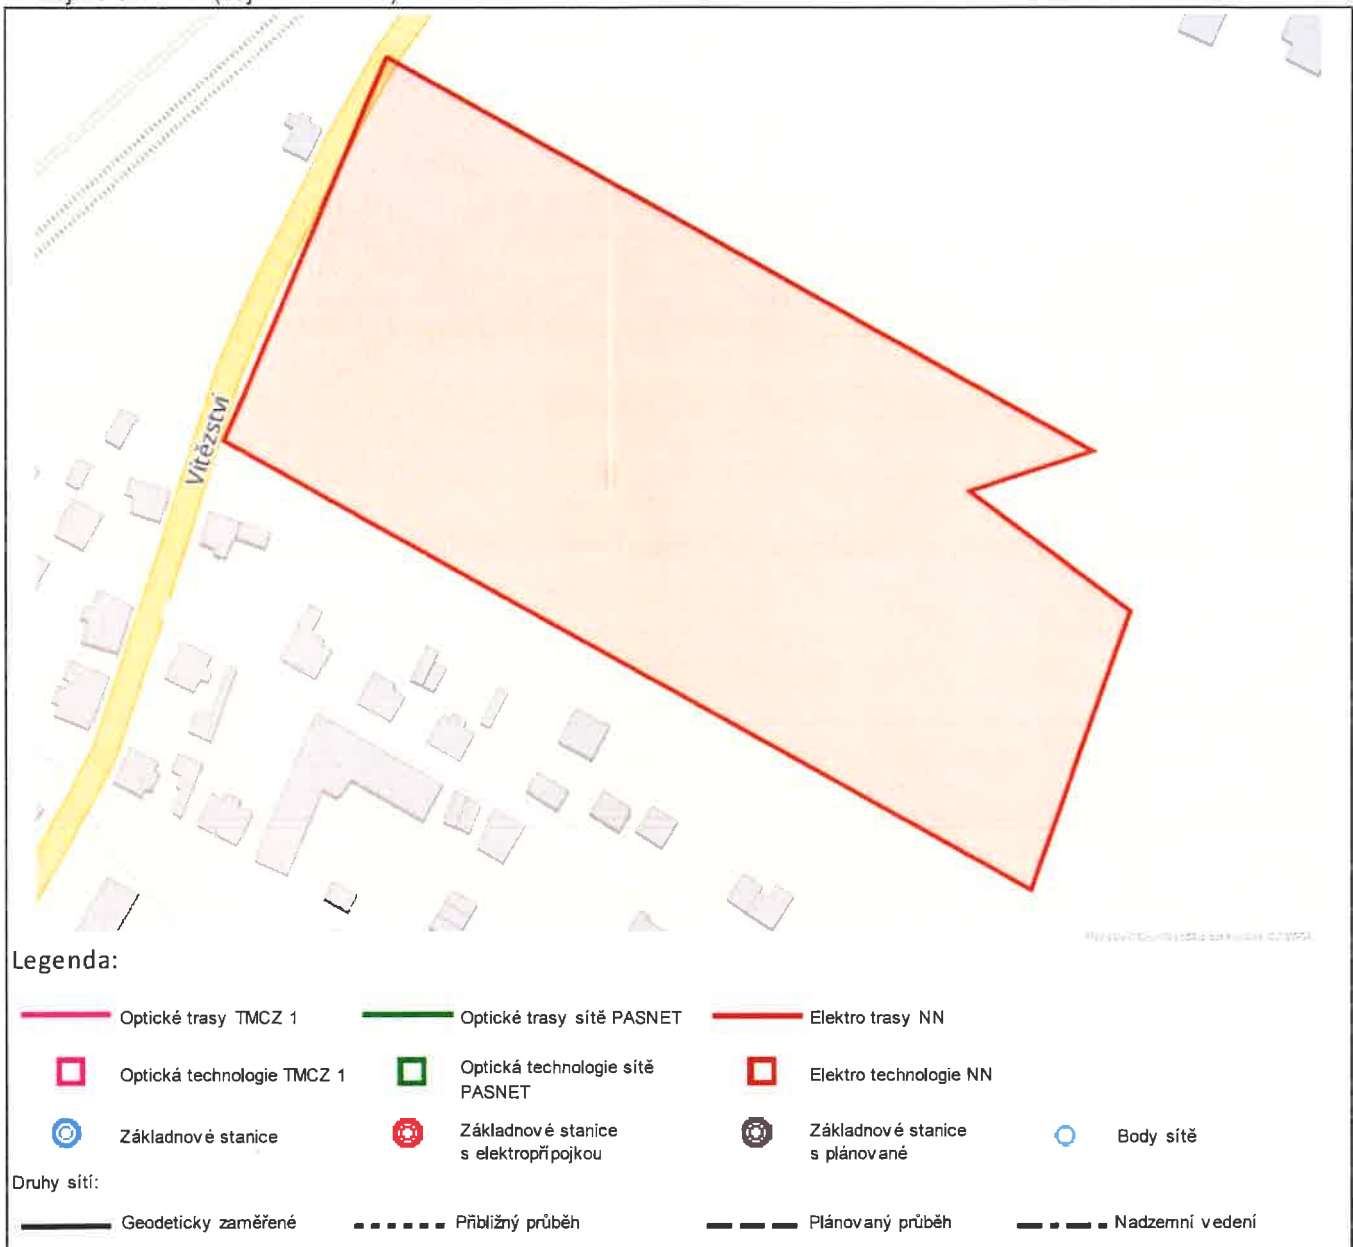 Vítězství
Legenda:
Optické trasy TMCZ 1
Optické trasy sítě PASNET
Elektro trasy NN
Optická technologie TMCZ 1
Optická technologie sítě
PASNET
Elektro technologie NN
Základnové stanice
Základnové stanice
s elektropřípojkou
Základnové stanice
s plánované
Body sítě
Druhy sítí:
Geodeticky zaměřené
Přibližný průběh
Plánovaný průběh
Nadzemní vedení